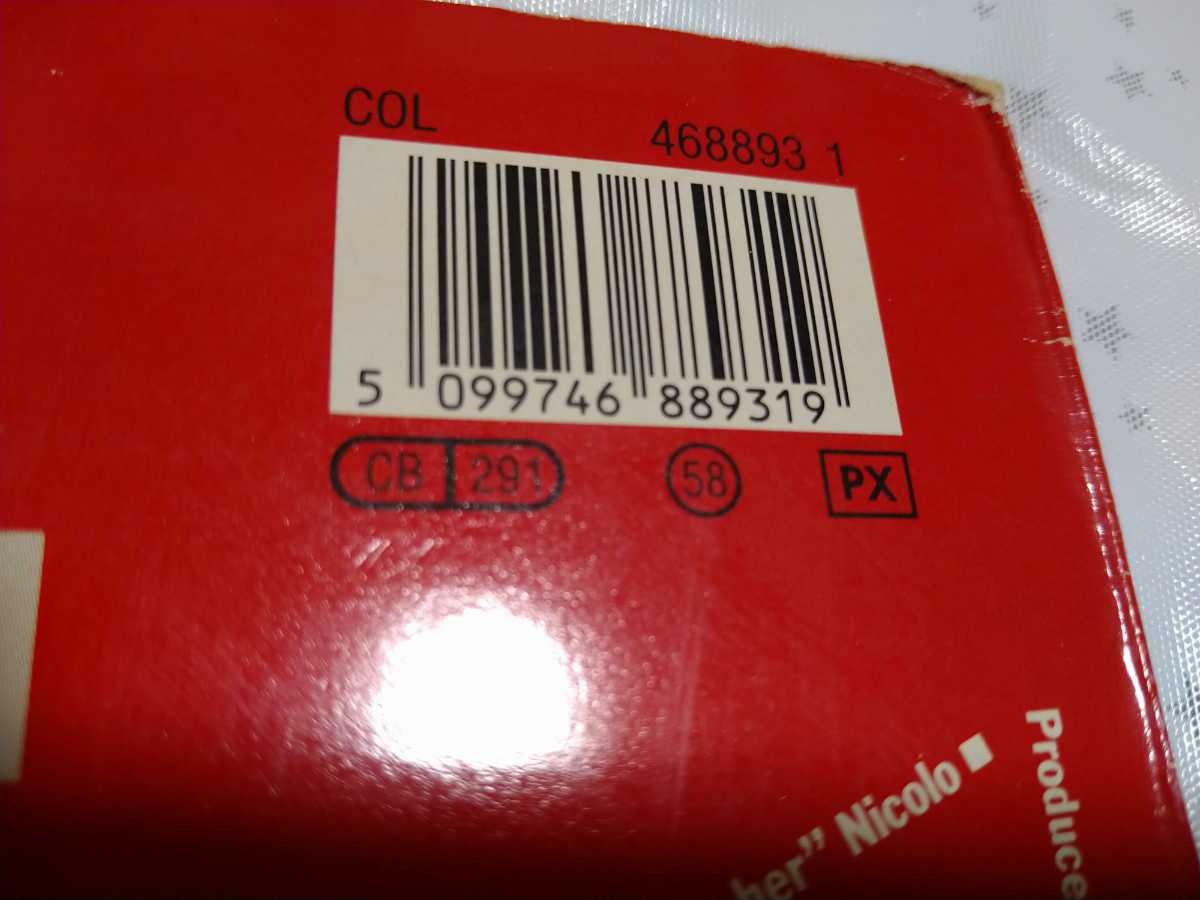 COL 468893 1
5 099746 889319
CB 291 58 PX
her" Nicolo ■
Produce